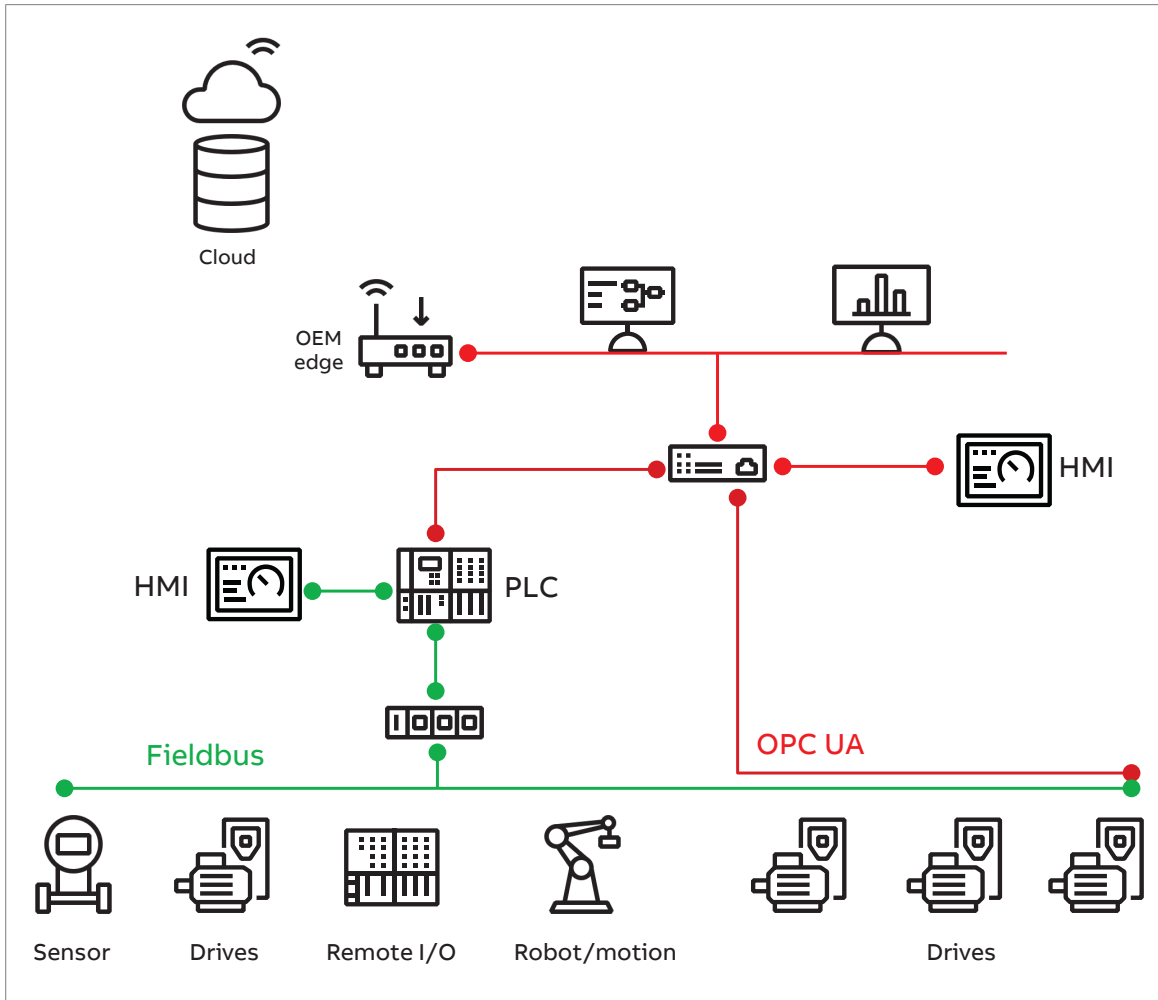 Cloud
OEM
edge
HMI
HMI
PLC
OPC UA
Fieldbus
Sensor
Drives
Remote I/O
Robot/motion
Drives